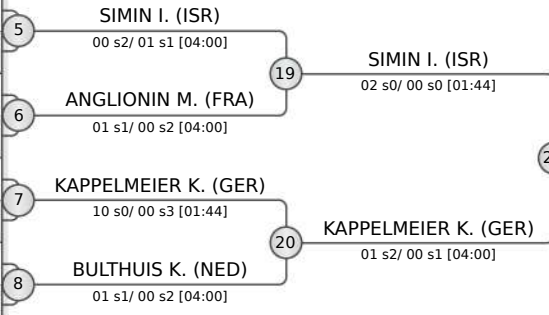 SIMIN I. (ISR)
5
00 s2/ 01 s1 [04:00]
19
SIMIN I. (ISR)
02 s0/ 00 s0 [01:44]
ANGLIONIN M. (FRA)
6
01 s1/ 00 s2 [04:00]
KAPPELMEIER K. (GER)
7
10 s0/ 00 s3 [01:44]
20
KAPPELMEIER K. (GER)
01 s2/ 00 s1 [04:00]
BULTHUIS K. (NED)
8
01 s1/ 00 s2 [04:00]